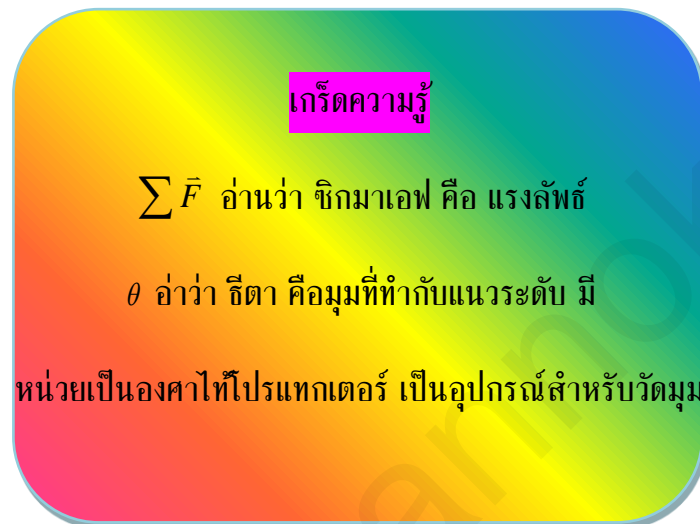 เกร็ดความรู้
∑ F⃗ อ่านว่า ซิกมาเอฟ คือ แรงลัพธ์
θ อ่าว่า ธีตา คือมุมที่ทำกับแนวระดับ มี
หน่วยเป็นองศาไท้โปรแทกเตอร์ เป็นอุปกรณ์สำหรับวัดมุม